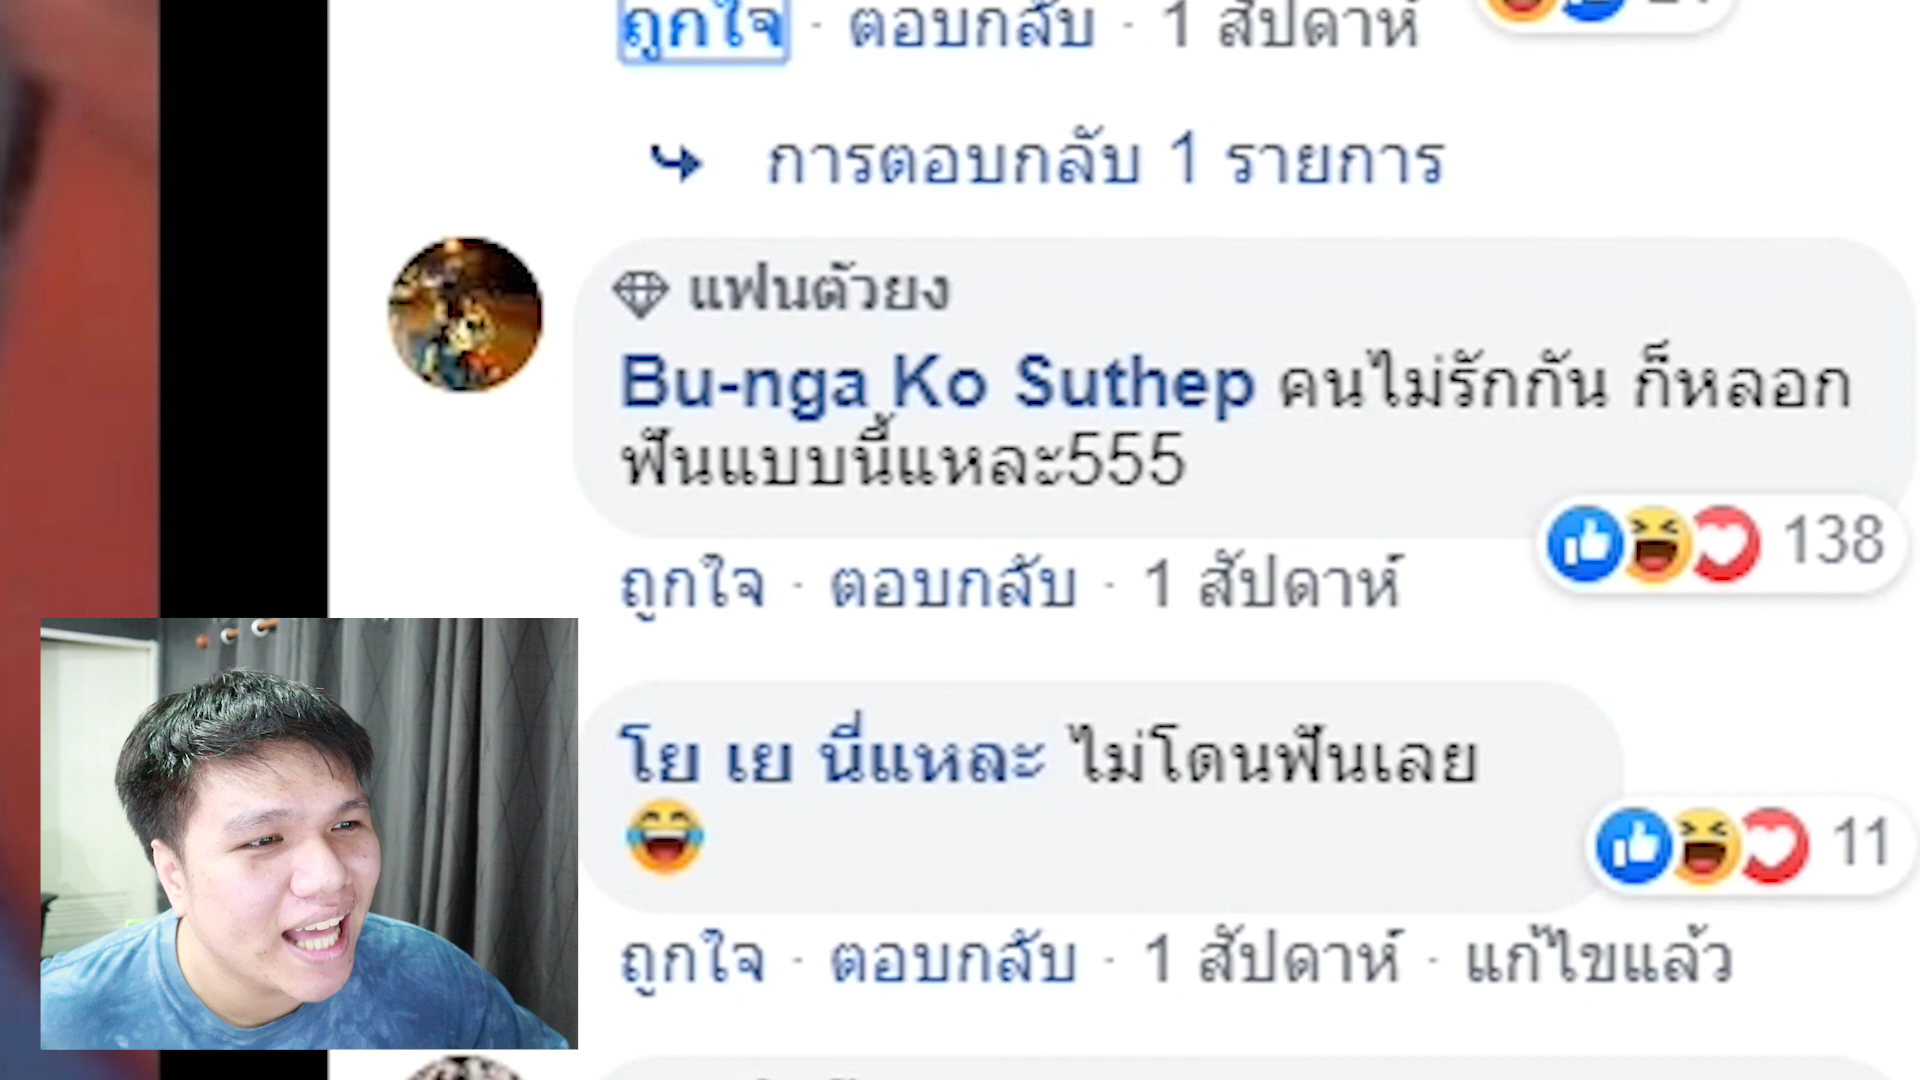 ถูกใจ · ตอบกลับ · 1 สัปดาห์
การตอบกลับ 1 รายการ
แฟนตัวยง
Bu-nga Ko Suthep คนไม่รักกัน ก็หลอก
ฟันแบบนี้แหละ555
138
ถูกใจ · ตอบกลับ · 1 สัปดาห์
โย เย นี่แหละ ไม่โดนฟันเลย
😂
11
ถูกใจ · ตอบกลับ · 1 สัปดาห์ · แก้ไขแล้ว